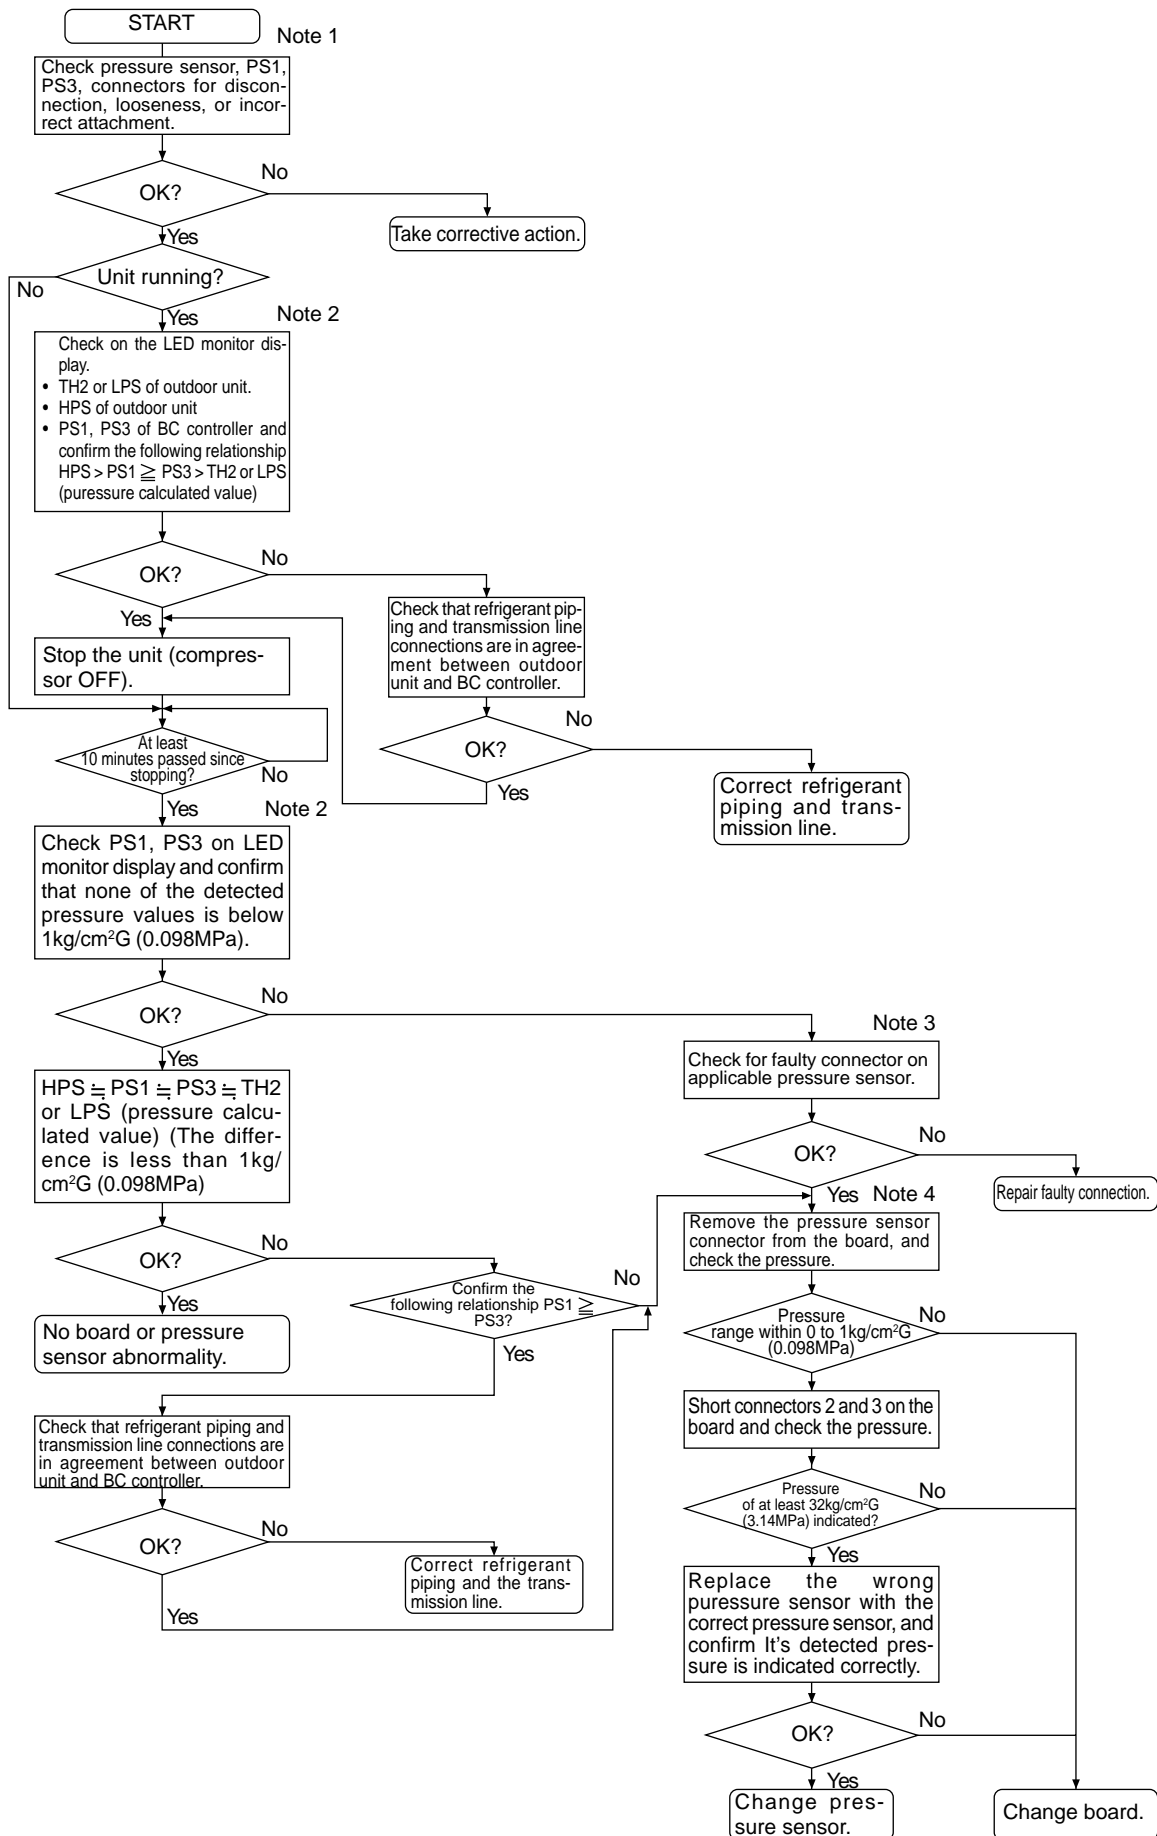 START
Note 1
Check pressure sensor, PS1,
PS3, connectors for discon-
nection, looseness, or incor-
rect attachment.
No
OK?
Yes
Take corrective action.
Unit running?
No
Yes
Note 2
Check on the LED monitor dis-
play.
• TH2 or LPS of outdoor unit.
• HPS of outdoor unit
• PS1, PS3 of BC controller and
confirm the following relationship
HPS > PS1 ≧ PS3 > TH2 or LPS
(puressure calculated value)
No
OK?
Yes
Check that refrigerant pip-
ing and transmission line
connections are in agree-
ment between outdoor
unit and BC controller.
Stop the unit (compres-
sor OFF).
No
OK?
Yes
At least
10 minutes passed since
stopping?
No
Yes
Correct refrigerant
piping and trans-
mission line.
Note 2
Check PS1, PS3 on LED
monitor display and confirm
that none of the detected
pressure values is below
1kg/cm²G (0.098MPa).
No
OK?
Yes
Note 3
Check for faulty connector on
applicable pressure sensor.
HPS ≒ PS1 ≒ PS3 ≒ TH2
or LPS (pressure calcu-
lated value) (The differ-
ence is less than 1kg/
cm²G (0.098MPa)
No
OK?
Yes
Note 4
Repair faulty connection.
Remove the pressure sensor
connector from the board, and
check the pressure.
No
OK?
Yes
Confirm the
following relationship PS1 ≧
PS3?
No
Yes
No board or pressure
sensor abnormality.
Pressure
range within 0 to 1kg/cm²G
(0.098MPa)
No
Short connectors 2 and 3 on the
board and check the pressure.
Check that refrigerant piping and
transmission line connections are
in agreement between outdoor
unit and BC controller.
Pressure
of at least 32kg/cm²G
(3.14MPa) indicated?
No
Yes
No
OK?
Yes
Correct refrigerant
piping and the trans-
mission line.
Replace the wrong
puressure sensor with the
correct pressure sensor, and
confirm It's detected pres-
sure is indicated correctly.
No
OK?
Yes
Change pres-
sure sensor.
Change board.